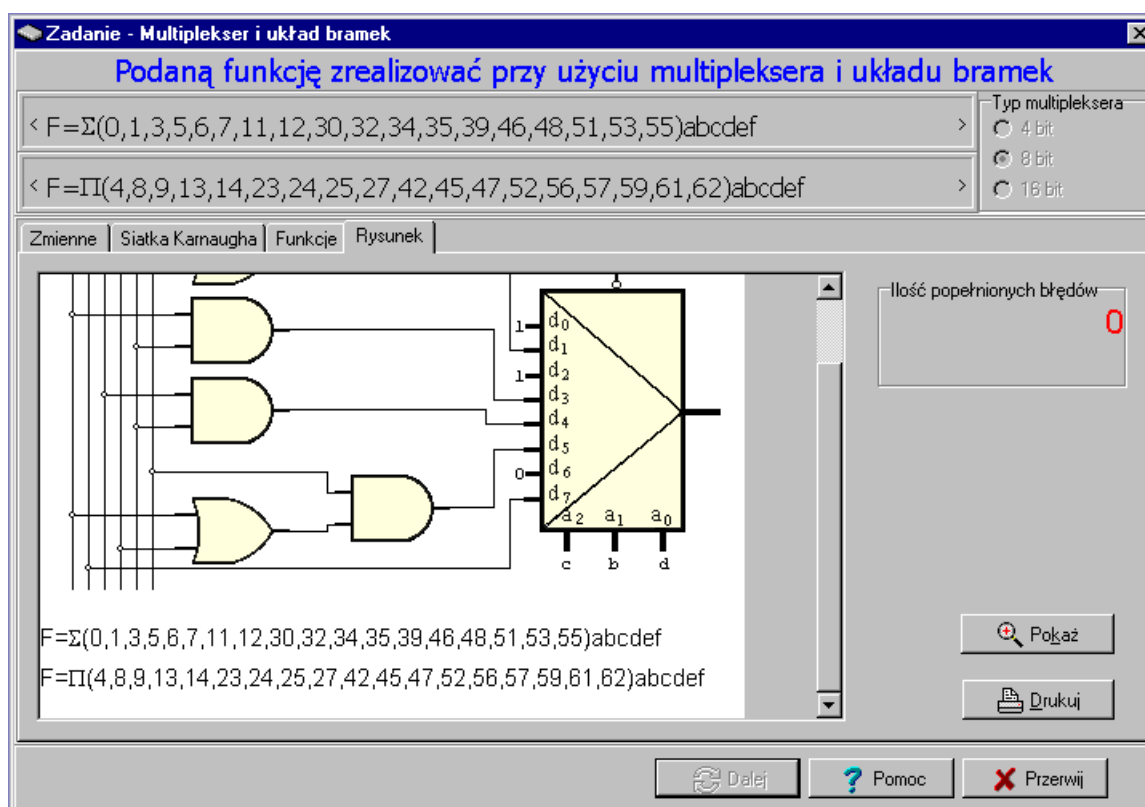 Zadanie - Multiplekser i układ bramek
Podaną funkcję zrealizować przy użyciu multipleksera i układu bramek
< F=Σ(0,1,3,5,6,7,11,12,30,32,34,35,39,46,48,51,53,55)abcdef >
< F=Π(4,8,9,13,14,23,24,25,27,42,45,47,52,56,57,59,61,62)abcdef >
Typ multipleksera
4 bit
8 bit
16 bit
Zmienne Siatka Karnaugha Funkcje Rysunek
1 d0
d1
1 d2
d3
d4
d5
0 d6
d7
a2 a1 a0
c b d
F=Σ(0,1,3,5,6,7,11,12,30,32,34,35,39,46,48,51,53,55)abcdef
F=Π(4,8,9,13,14,23,24,25,27,42,45,47,52,56,57,59,61,62)abcdef
Ilość popełnionych błędów
0
Pokaż
Drukuj
Dalej Pomoc Przerwij